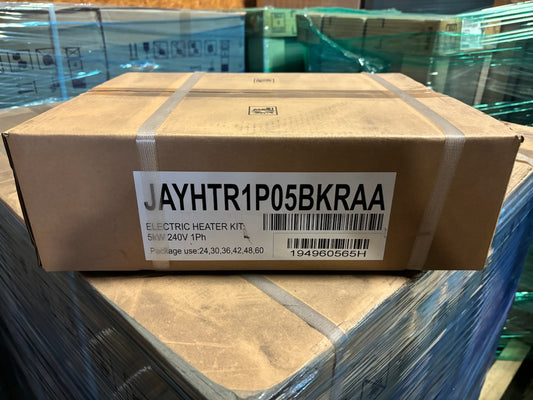 JAYHTR1P05BKRAA
ELECTRIC HEATER KIT:
5kW 240V 1Ph
Package use:24,30,36,42,48,60
194960565H